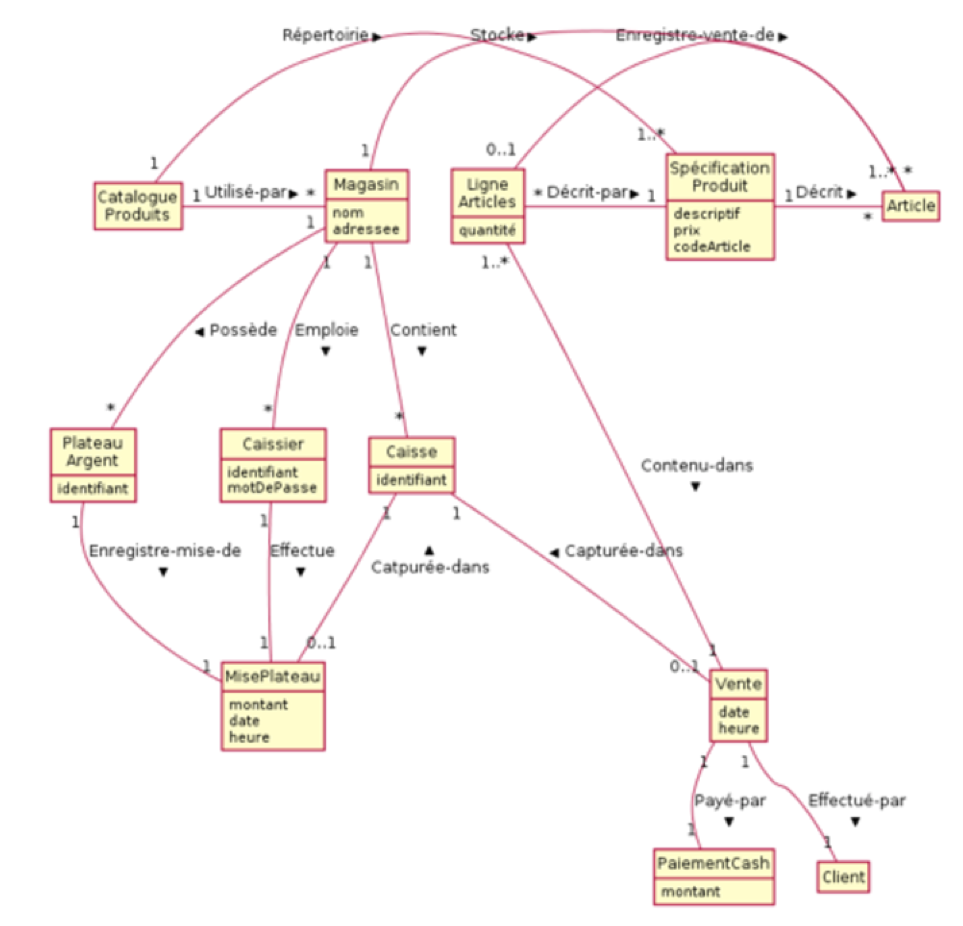 Répertoirie▶ Stocke▶ Enregistre-vente-de ▶
1 1 0..1 1..* 1..* *
Catalogue
Produits
1 Utilisé-par▶ *
Magasin
nom
adressee
Ligne
Articles
quantité
* Décrit-par▶ 1
Spécification
Produit
descriptif
prix
codeArticle
1 Décrit ▶
*
Article
1 1 1 1..*
◀ Possède Emploie Contient
▼ ▼
* * *
Plateau
Argent
identifiant
Caissier
identifiant
motDePasse
Caisse
identifiant
Contenu-dans
▼
1 1 1 1
Enregistre-mise-de
▼
Effectue
▼
▲
Catpurée-dans
◀ Capturée-dans
1 1 0..1 0..1 1
MisePlateau
montant
date
heure
Vente
date
heure
1 1
Payé-par Effectué-par
▼ ▼
1 1
PaiementCash
montant
Client